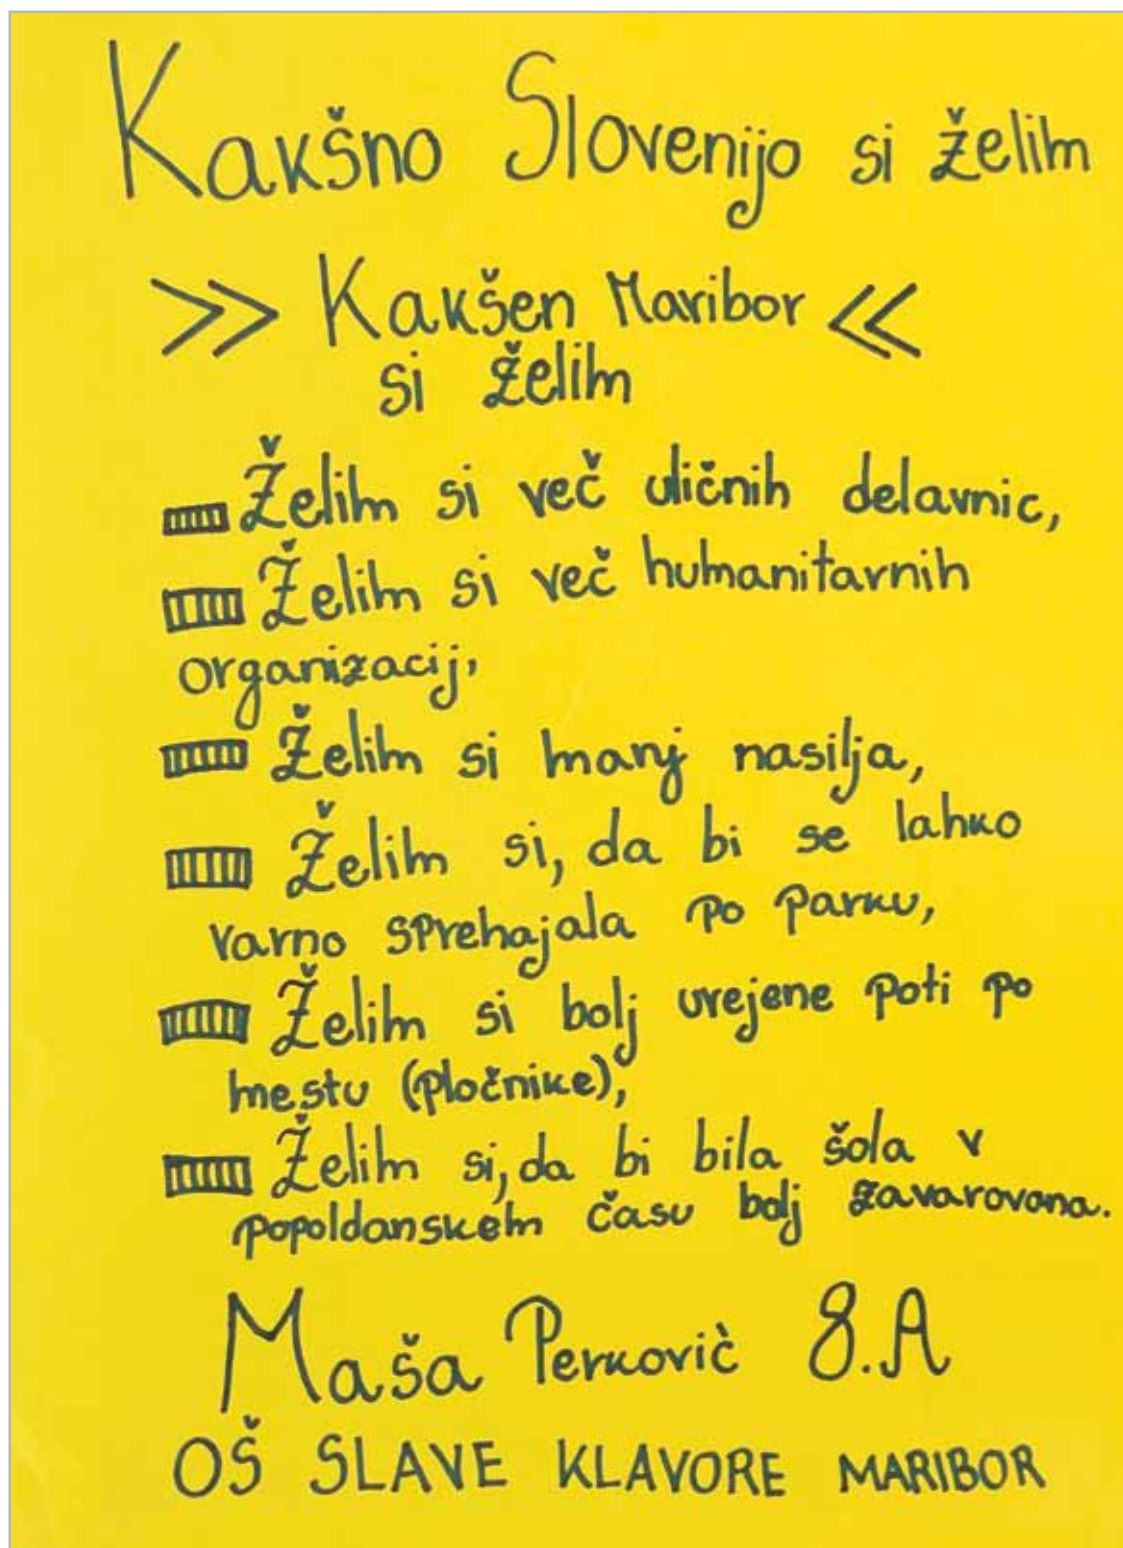 Kakšno Slovenijo si želim
>> Kakšen Maribor <<
si želim
Želim si več uličnih delavnic,
Želim si več humanitarnih
organizacij,
Želim si manj nasilja,
Želim si, da bi se lahko
varno sprehajala po parku,
Želim si bolj urejene poti po
mestu (pločnike),
Želim si, da bi bila šola v
popoldanskem času bolj zavarovana.
Maša Perkovič 8.A
OŠ SLAVE KLAVORE MARIBOR